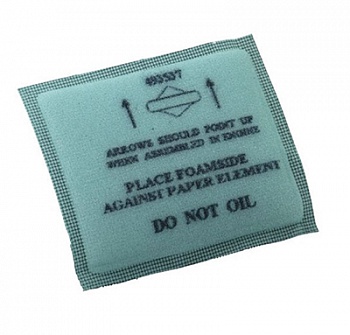 493537
ARROWS SHOULD POINT UP
WHEN ASSEMBLED IN ENGINE
PLACE FOAMSIDE
AGAINST PAPER ELEMENT
DO NOT OIL